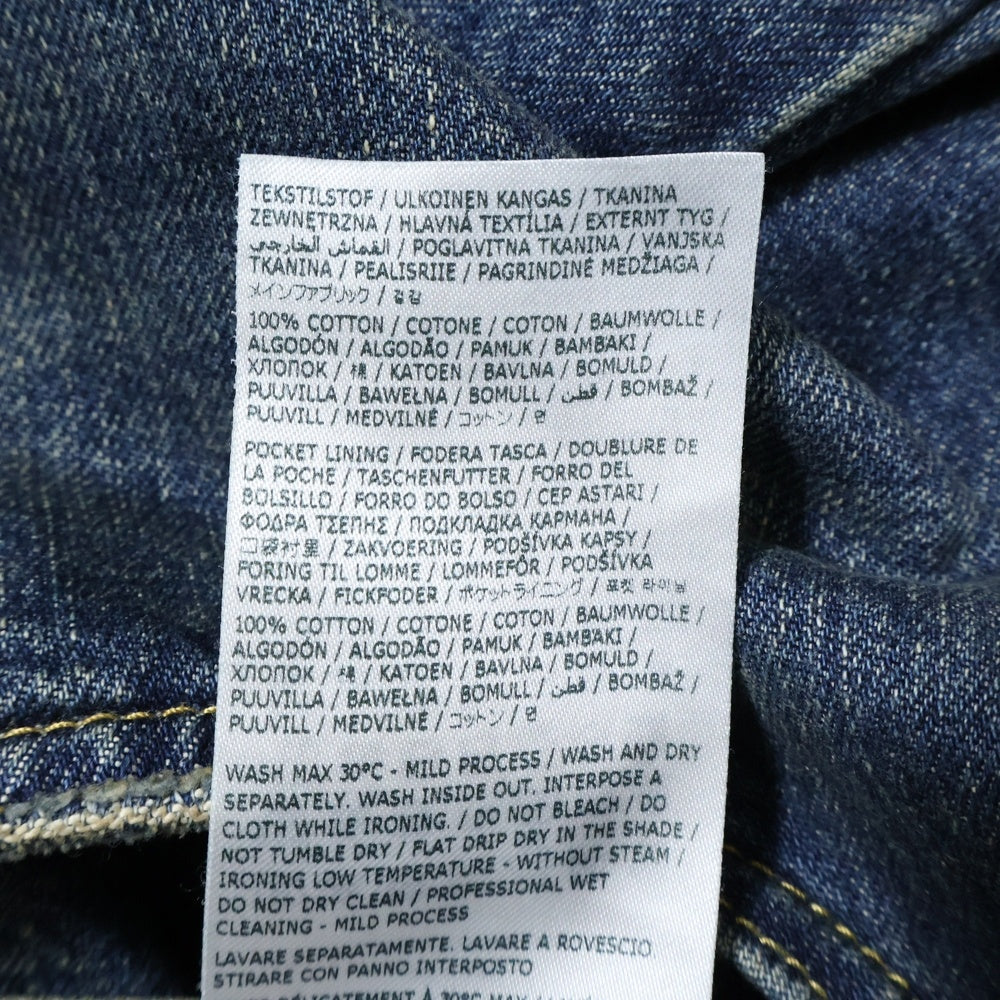 TEKSTILSTOF / ULKOINEN KANGAS / TKANINA
ZEWNĘTRZNA / HLAVNÁ TEXTÍLIA / EXTERNT TYG /
القماش الخارجي / POGLAVITNA TKANINA / VANJSKA
TKANINA / PEALISRIIE / PAGRINDINĖ MEDŽIAGA /
メインファブリック / 겉감
100% COTTON / COTONE / COTON / BAUMWOLLE /
ALGODÓN / ALGODÃO / PAMUK / BAMBAKI /
ХЛОПОК / 棉 / KATOEN / BAVLNA / BOMULD /
PUUVILLA / BAWEŁNA / BOMULL / قطن / BOMBAŽ /
PUUVILL / MEDVILNĖ / コットン / 면
POCKET LINING / FODERA TASCA / DOUBLURE DE
LA POCHE / TASCHENFUTTER / FORRO DEL
BOLSILLO / FORRO DO BOLSO / CEP ASTARI /
ΦΟΔΡΑ ΤΣΕΠΗΣ / ПОДКЛАДКА КАРМАНА /
口袋衬里 / ZAKVOERING / PODŠÍVKA KAPSY /
FORING TIL LOMME / LOMMEFÔR / PODŠÍVKA
VRECKA / FICKFODER / ポケットライニング / 포켓 라이닝
100% COTTON / COTONE / COTON / BAUMWOLLE /
ALGODÓN / ALGODÃO / PAMUK / BAMBAKI /
ХЛОПОК / 棉 / KATOEN / BAVLNA / BOMULD /
PUUVILLA / BAWEŁNA / BOMULL / قطن / BOMBAŽ /
PUUVILL / MEDVILNĖ / コットン / 면
WASH MAX 30°C - MILD PROCESS / WASH AND DRY
SEPARATELY. WASH INSIDE OUT. INTERPOSE A
CLOTH WHILE IRONING. / DO NOT BLEACH / DO
NOT TUMBLE DRY / FLAT DRIP DRY IN THE SHADE /
IRONING LOW TEMPERATURE - WITHOUT STEAM /
DO NOT DRY CLEAN / PROFESSIONAL WET
CLEANING - MILD PROCESS
LAVARE SEPARATAMENTE. LAVARE A ROVESCIO
STIRARE CON PANNO INTERPOSTO
DÉLICATEMENT À 30°C MAX